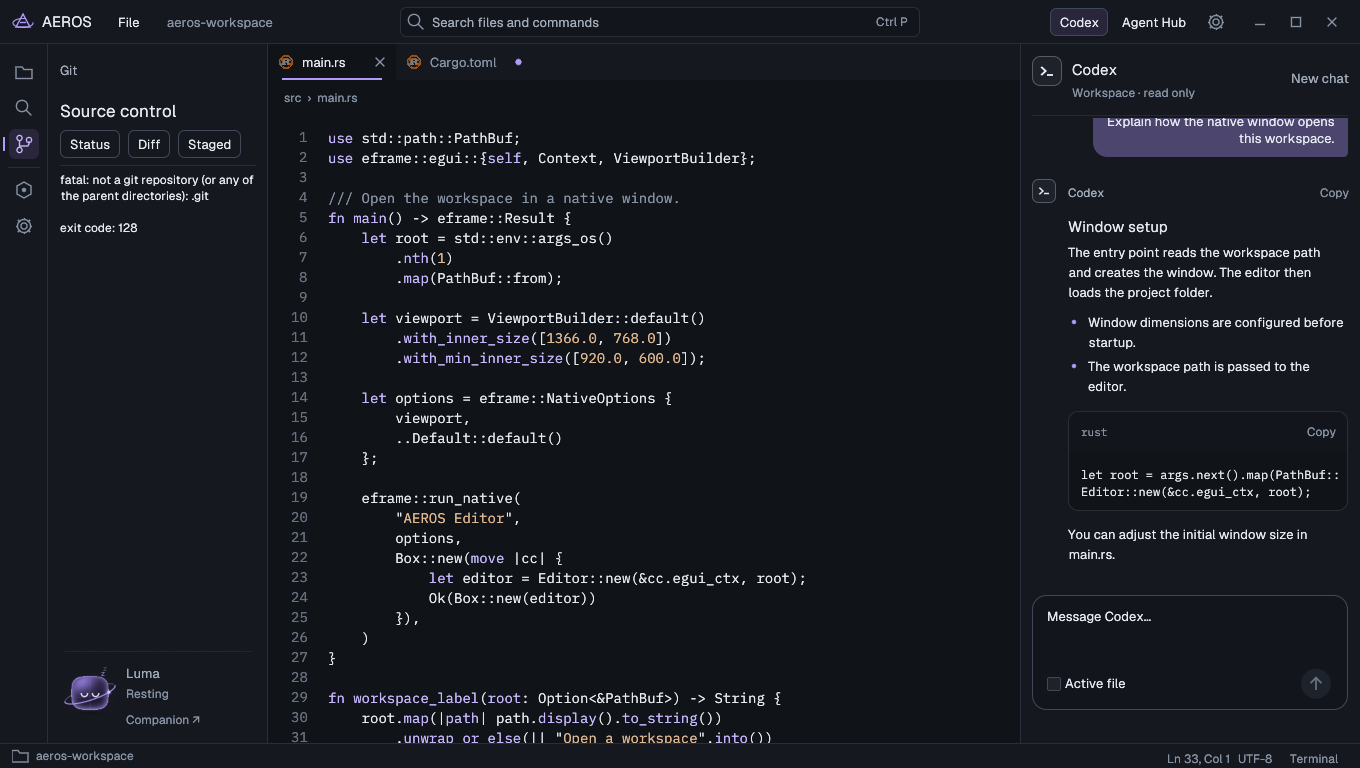 AEROS File aeros-workspace Search files and commands Ctrl P Codex Agent Hub
Git
Source control
Status Diff Staged
fatal: not a git repository (or any of
the parent directories): .git
exit code: 128
z
z
Luma
Resting
Companion ↗
main.rs Cargo.toml
src › main.rs
1 use std::path::PathBuf;
2 use eframe::egui::{self, Context, ViewportBuilder};
3
4 /// Open the workspace in a native window.
5 fn main() -> eframe::Result {
6     let root = std::env::args_os()
7         .nth(1)
8         .map(PathBuf::from);
9
10     let viewport = ViewportBuilder::default()
11         .with_inner_size([1366.0, 768.0])
12         .with_min_inner_size([920.0, 600.0]);
13
14     let options = eframe::NativeOptions {
15         viewport,
16         ..Default::default()
17     };
18
19     eframe::run_native(
20         "AEROS Editor",
21         options,
22         Box::new(move |cc| {
23             let editor = Editor::new(&cc.egui_ctx, root);
24             Ok(Box::new(editor))
25         }),
26     )
27 }
28
29 fn workspace_label(root: Option<&PathBuf>) -> String {
30     root.map(|path| path.display().to_string())
31         .unwrap_or_else(|| "Open a workspace".into())
Codex
Workspace · read only
New chat
Explain how the native window opens
this workspace.
Codex Copy
Window setup
The entry point reads the workspace path
and creates the window. The editor then
loads the project folder.
• Window dimensions are configured before
startup.
• The workspace path is passed to the
editor.
rust Copy
let root = args.next().map(PathBuf::
Editor::new(&cc.egui_ctx, root);
You can adjust the initial window size in
main.rs.
Message Codex…
Active file
aeros-workspace Ln 33, Col 1 UTF-8 Terminal